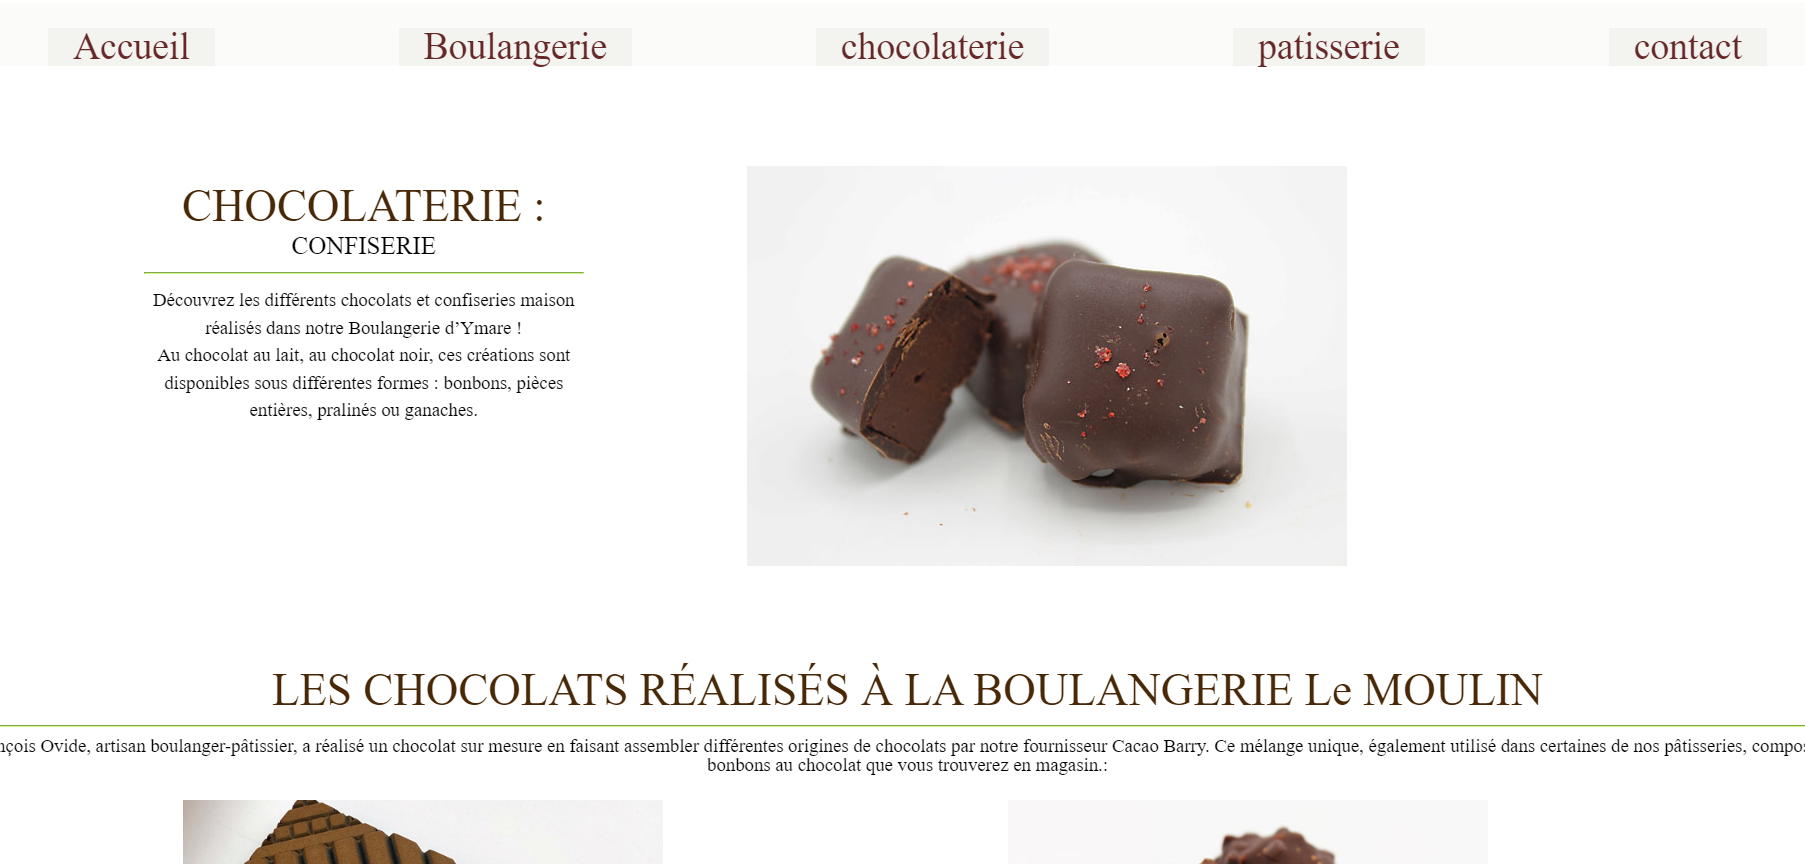 Accueil Boulangerie chocolaterie patisserie contact
CHOCOLATERIE :
CONFISERIE
Découvrez les différents chocolats et confiseries maison
réalisés dans notre Boulangerie d’Ymare !
Au chocolat au lait, au chocolat noir, ces créations sont
disponibles sous différentes formes : bonbons, pièces
entières, pralinés ou ganaches.
LES CHOCOLATS RÉALISÉS À LA BOULANGERIE Le MOULIN
Ovide, artisan boulanger-pâtissier, a réalisé un chocolat sur mesure en faisant assembler différentes origines de chocolats par notre fournisseur Cacao Barry. Ce mélange unique, également utilisé dans certaines de nos pâtisseries,
bonbons au chocolat que vous trouverez en magasin.: